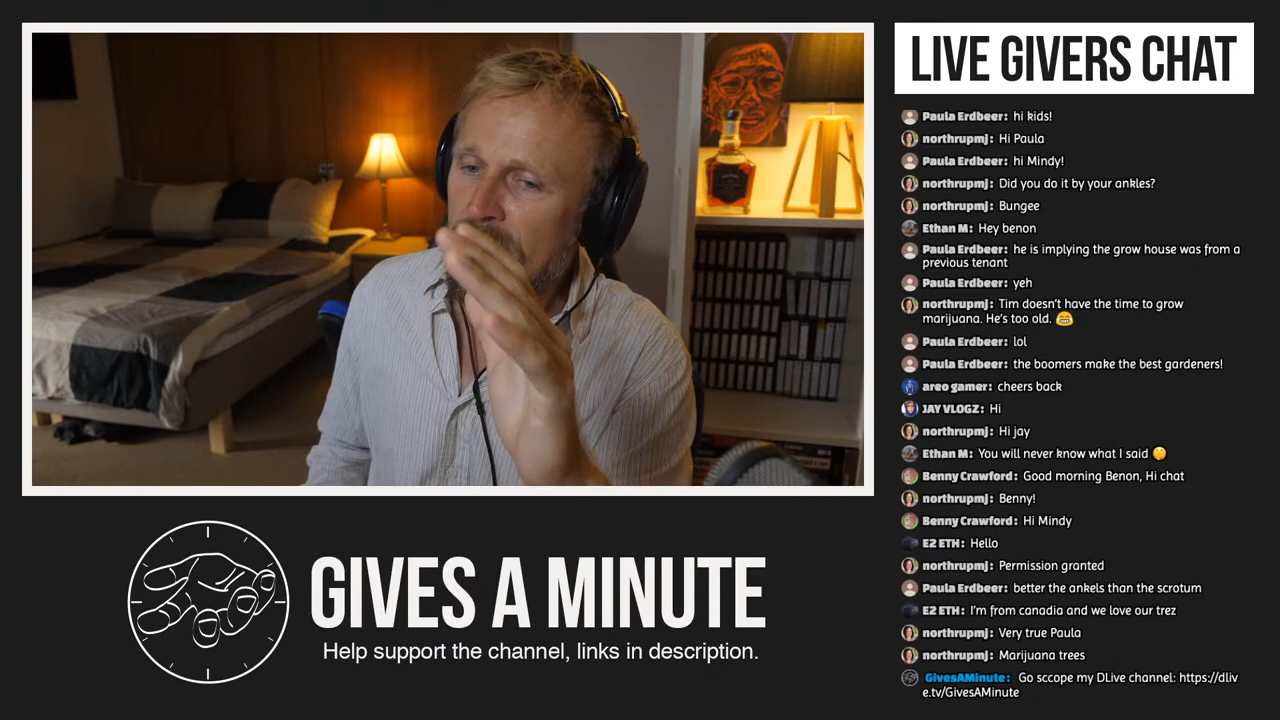 LIVE GIVERS CHAT
Paula Erdbeer: hi kids!
northrupmj: Hi Paula
Paula Erdbeer: hi Mindy!
northrupmj: Did you do it by your ankles?
northrupmj: Bungee
Ethan M: Hey benon
Paula Erdbeer: he is implying the grow house was from a
previous tenant
Paula Erdbeer: yeh
northrupmj: Tim doesn't have the time to grow
marijuana. He's too old. 😁
Paula Erdbeer: lol
Paula Erdbeer: the boomers make the best gardeners!
areo gamer: cheers back
JAY VLOGZ: Hi
northrupmj: Hi jay
Ethan M: You will never know what I said 🤫
Benny Crawford: Good morning Benon, Hi chat
northrupmj: Benny!
Benny Crawford: Hi Mindy
E2 ETH: Hello
northrupmj: Permission granted
Paula Erdbeer: better the ankels than the scrotum
E2 ETH: I'm from canadia and we love our trez
northrupmj: Very true Paula
northrupmj: Marijuana trees
GivesAMinute: Go sccope my DLive channel: https://dliv
e.tv/GivesAMinute
GIVES A MINUTE
Help support the channel, links in description.